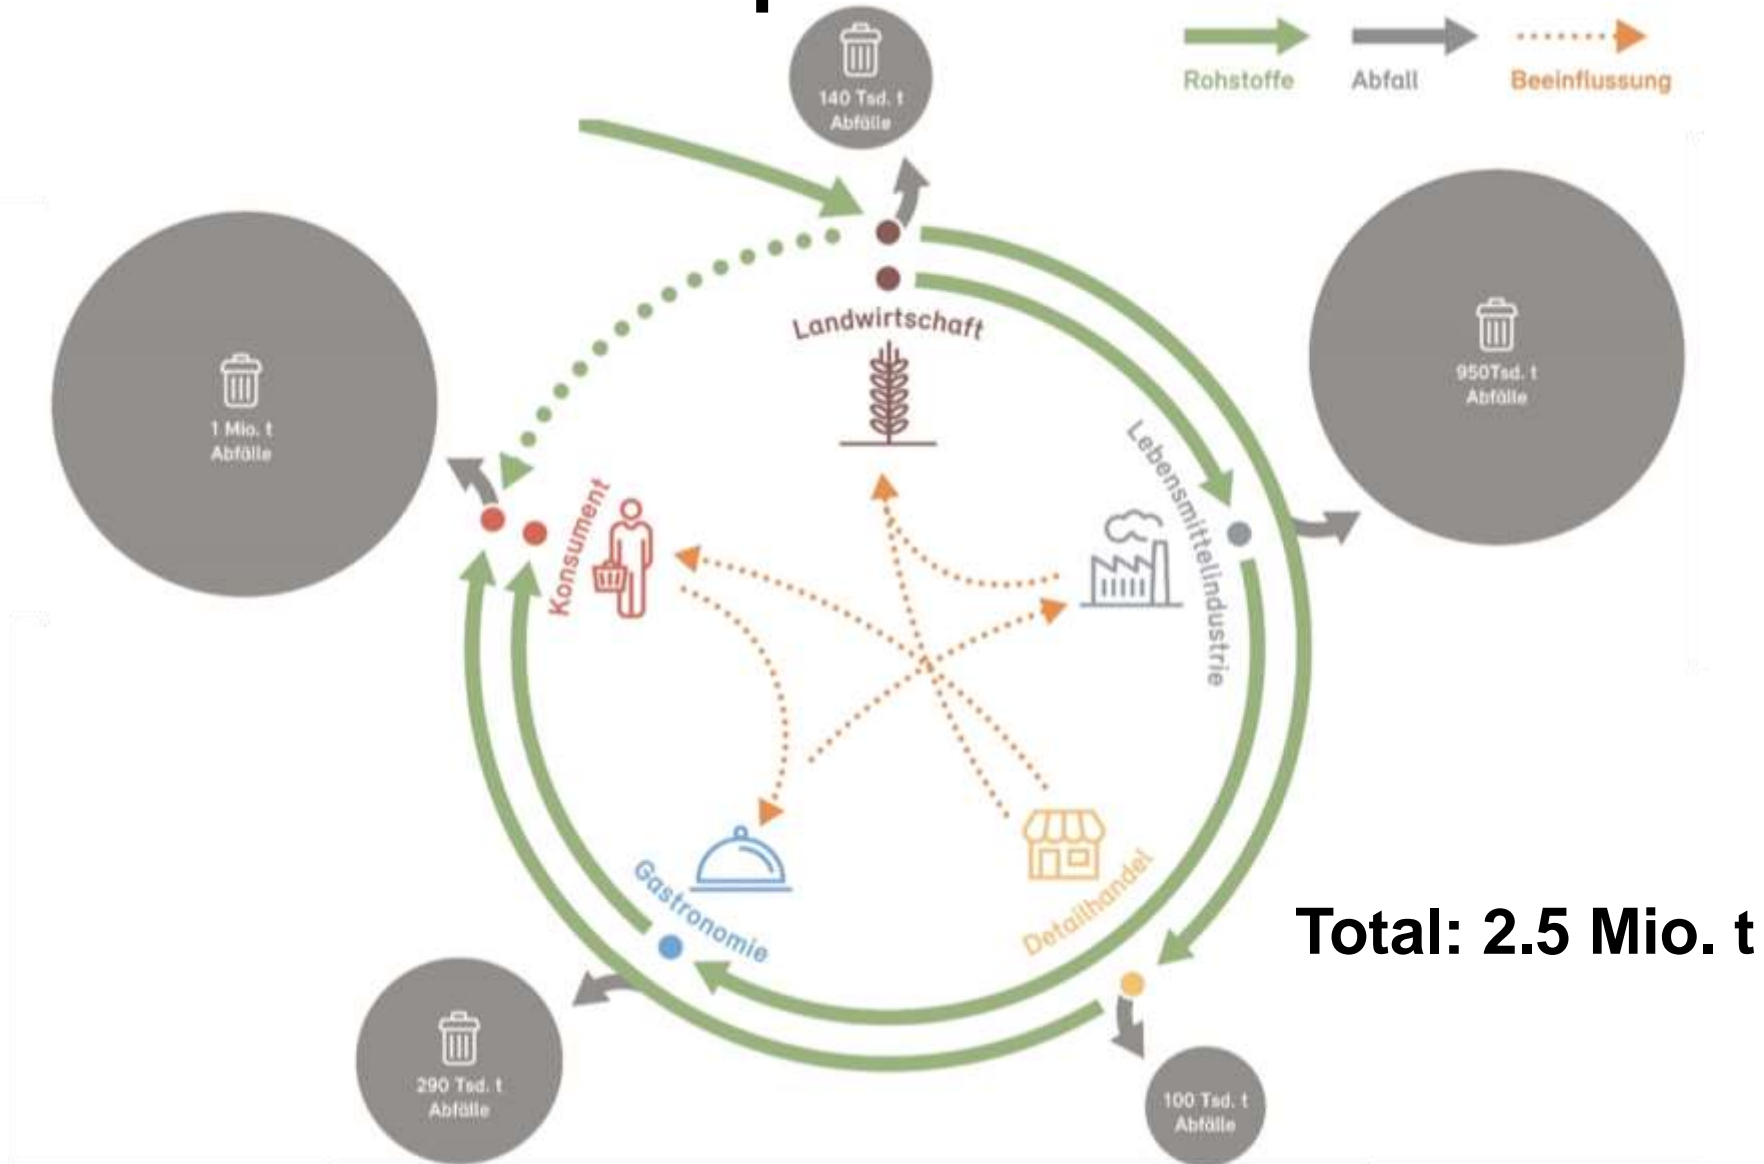 140 Tsd. t
Abfälle
Rohstoffe
Abfall
Beeinflussung
Landwirtschaft
950Tsd. t
Abfälle
1 Mio. t
Abfälle
Lebensmittelindustrie
Konsument
Gastronomie
Detailhandel
Total: 2.5 Mio. t
290 Tsd. t
Abfälle
100 Tsd. t
Abfälle